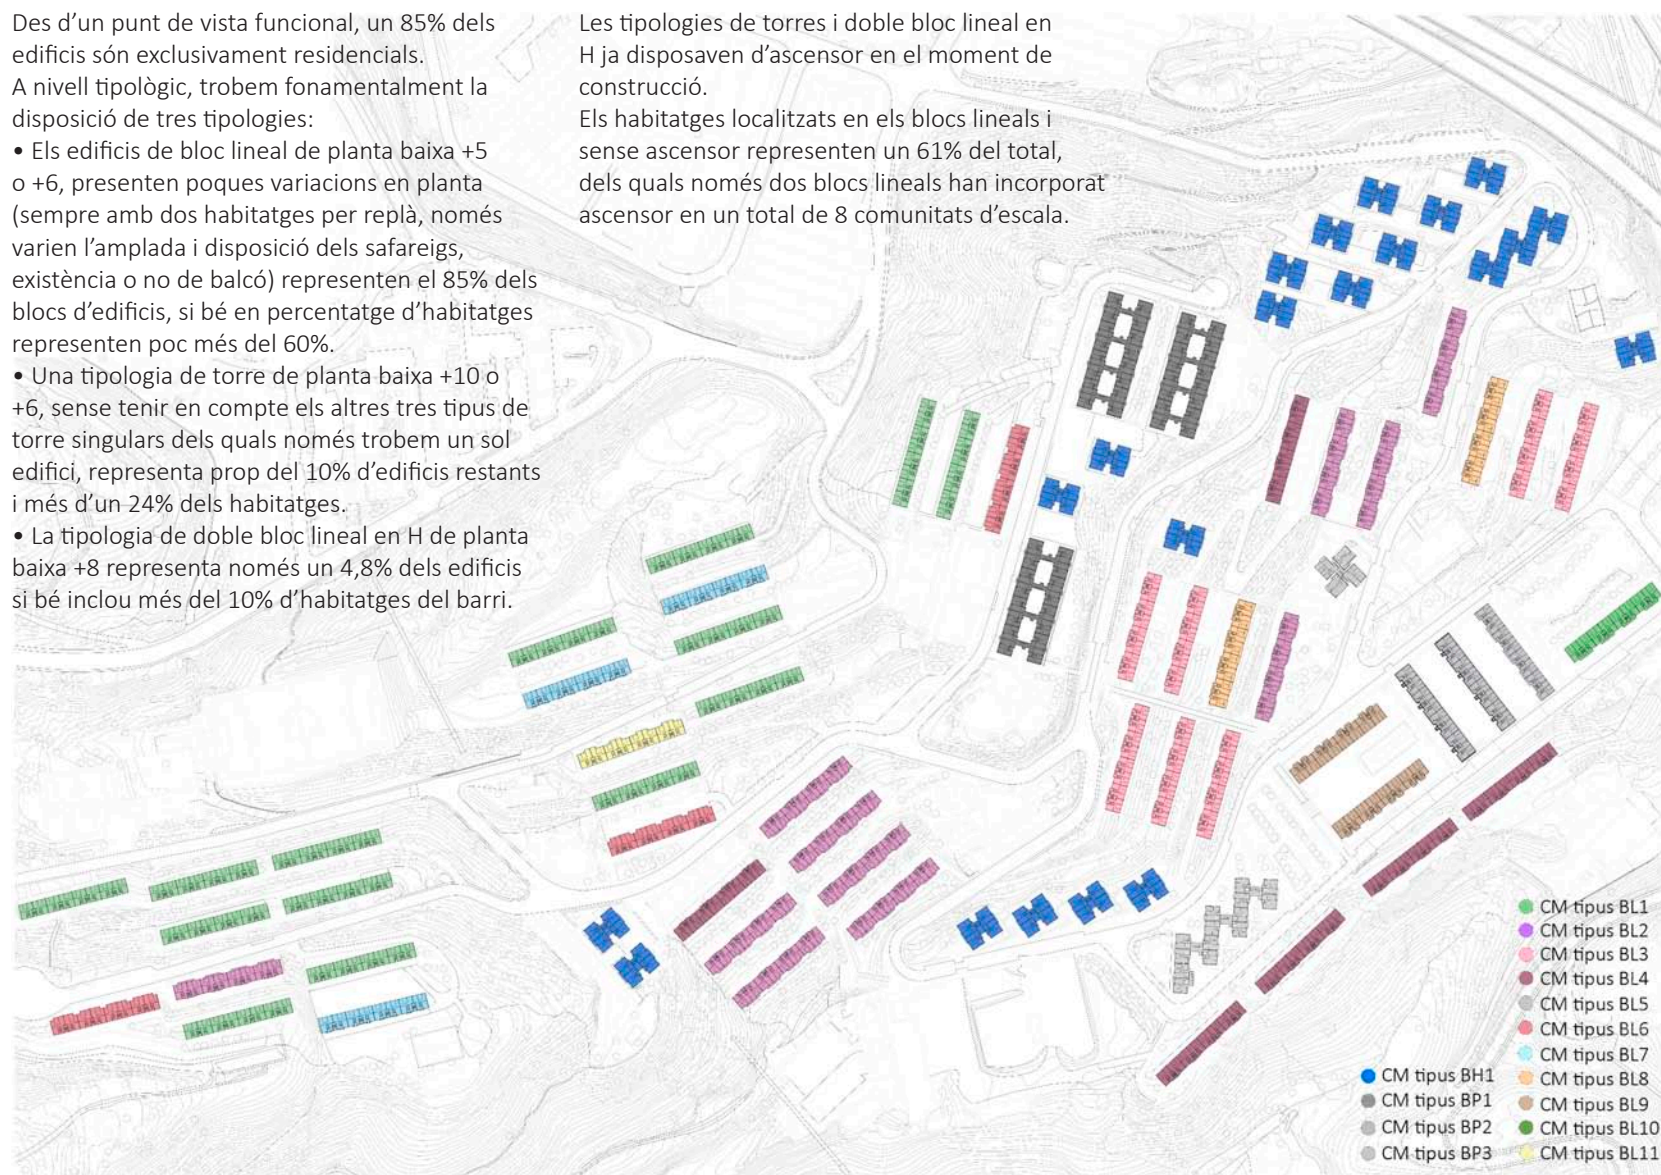 Des d’un punt de vista funcional, un 85% dels
edificis són exclusivament residencials.
A nivell tipològic, trobem fonamentalment la
disposició de tres tipologies:
• Els edificis de bloc lineal de planta baixa +5
o +6, presenten poques variacions en planta
(sempre amb dos habitatges per replà, només
varien l’amplada i disposició dels safareigs,
existència o no de balcó) representen el 85% dels
blocs d’edificis, si bé en percentatge d’habitatges
representen poc més del 60%.
• Una tipologia de torre de planta baixa +10 o
+6, sense tenir en compte els altres tres tipus de
torre singulars dels quals només trobem un sol
edifici, representa prop del 10% d’edificis restants
i més d’un 24% dels habitatges.
• La tipologia de doble bloc lineal en H de planta
baixa +8 representa només un 4,8% dels edificis
si bé inclou més del 10% d’habitatges del barri.
Les tipologies de torres i doble bloc lineal en
H ja disposaven d’ascensor en el moment de
construcció.
Els habitatges localitzats en els blocs lineals i
sense ascensor representen un 61% del total,
dels quals només dos blocs lineals han incorporat
ascensor en un total de 8 comunitats d’escala.
CM tipus BH1
CM tipus BP1
CM tipus BP2
CM tipus BP3
CM tipus BL1
CM tipus BL2
CM tipus BL3
CM tipus BL4
CM tipus BL5
CM tipus BL6
CM tipus BL7
CM tipus BL8
CM tipus BL9
CM tipus BL10
CM tipus BL11